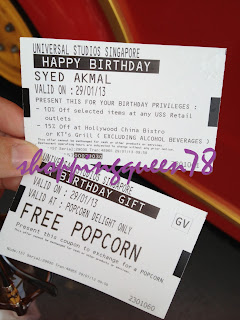 UNIVERSAL STUDIOS SINGAPORE
HAPPY BIRTHDAY
SYED AKMAL
VALID ON :29/01/13
PRESENT THIS FOR YOUR BIRTHDAY PRIVILEGES :
- 10% Off selected items at any USS Retail
outlets
- 15% Off at Hollywood China Bistro
or KT's Grill ( EXCLUDING ALCOHOL BEVERAGES )
shoppingqueen78
SINGAPORE
BIRTHDAY GIFT
VALID ON : 29/01/13
VALID AT : POPCORN DELIGHT ONLY
FREE POPCORN
Present this coupon to exchange for a POPCORN
GV
2301060